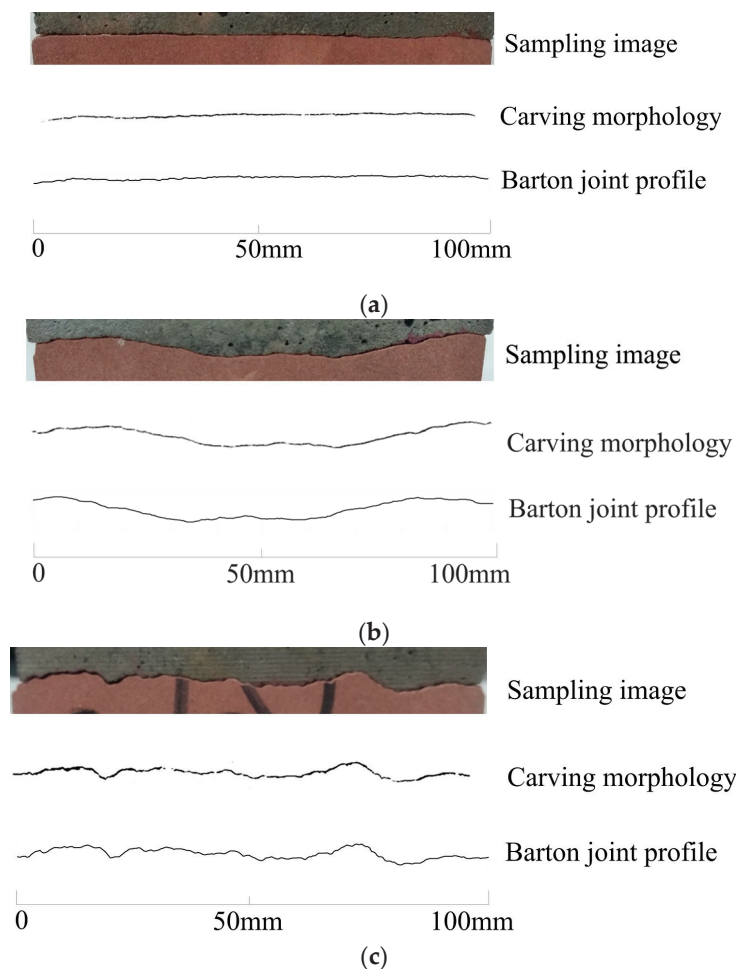 Sampling image
Carving morphology
Barton joint profile
0 50mm 100mm
(a)
Sampling image
Carving morphology
Barton joint profile
0 50mm 100mm
(b)
Sampling image
Carving morphology
Barton joint profile
0 50mm 100mm
(c)